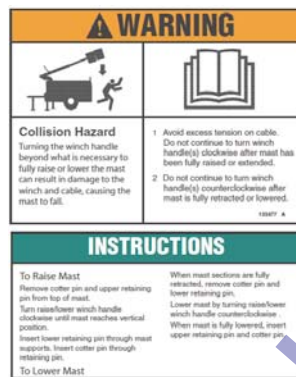 WARNING
Collision Hazard
Turning the winch handle
beyond what is necessary to
fully raise or lower the mast
can result in damage to the
winch and cable, causing the
mast to fall.
1 Avoid excess tension on cable.
Do not continue to turn winch
handle(s) clockwise after mast has
been fully raised or extended.
2 Do not continue to turn winch
handle(s) counterclockwise after
mast is fully retracted or lowered.
INSTRUCTIONS
To Raise Mast
Remove cotter pin and upper retaining
pin from top of mast.
Turn raise/lower winch handle
clockwise until mast reaches vertical
position.
Insert lower retaining pin through mast
supports. Insert cotter pin through
retaining pin.
To Lower Mast
When mast sections are fully
retracted, remove cotter pin and
lower retaining pin.
Lower mast by turning raise/lower
winch handle counterclockwise .
When mast is fully lowered, insert
upper retaining pin and cotter pin.